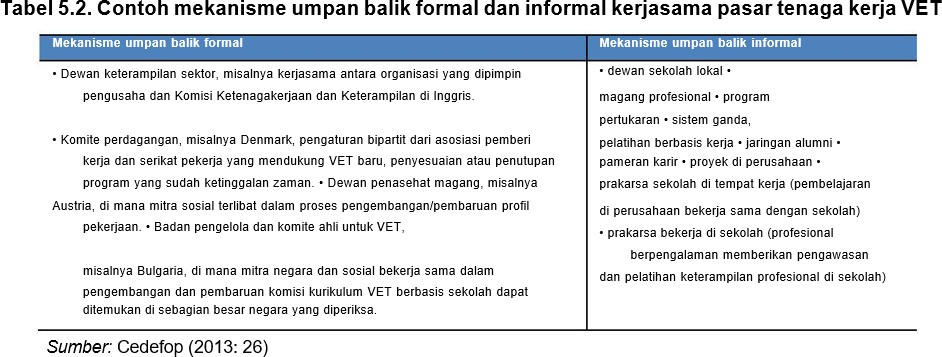 Tabel 5.2. Contoh mekanisme umpan balik formal dan informal kerjasama pasar tenaga kerja VET
Mekanisme umpan balik formal
• Dewan keterampilan sektor, misalnya kerjasama antara organisasi yang dipimpin
pengusaha dan Komisi Ketenagakerjaan dan Keterampilan di Inggris.
• Komite perdagangan, misalnya Denmark, pengaturan bipartit dari asosiasi pemberi
kerja dan serikat pekerja yang mendukung VET baru, penyesuaian atau penutupan
program yang sudah ketinggalan zaman. • Dewan penasehat magang, misalnya
Austria, di mana mitra sosial terlibat dalam proses pengembangan/pembaruan profil
pekerjaan. • Badan pengelola dan komite ahli untuk VET,
misalnya Bulgaria, di mana mitra negara dan sosial bekerja sama dalam
pengembangan dan pembaruan komisi kurikulum VET berbasis sekolah dapat
ditemukan di sebagian besar negara yang diperiksa.
Mekanisme umpan balik informal
• dewan sekolah lokal •
magang profesional • program
pertukaran • sistem ganda,
pelatihan berbasis kerja • jaringan alumni •
pameran karir • proyek di perusahaan •
prakarsa sekolah di tempat kerja (pembelajaran
di perusahaan bekerja sama dengan sekolah)
• prakarsa bekerja di sekolah (profesional
berpengalaman memberikan pengawasan
dan pelatihan keterampilan profesional di sekolah)
Sumber: Cedefop (2013: 26)